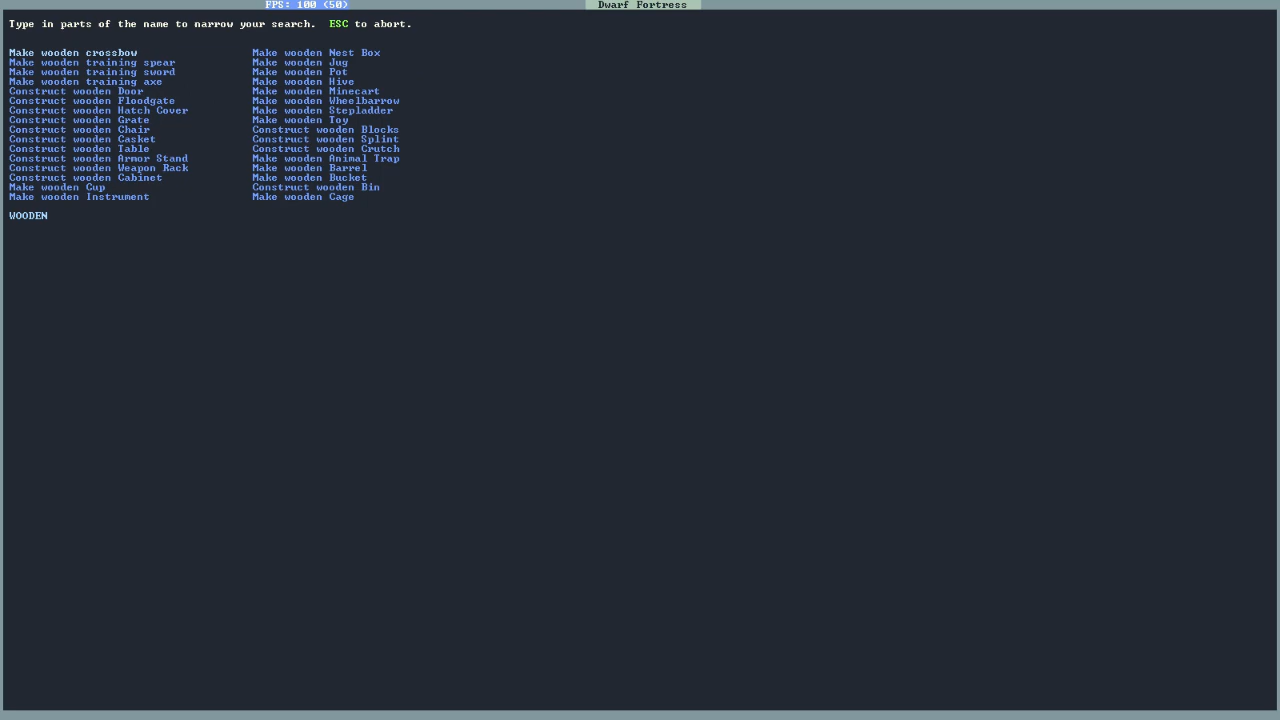 FPS: 100 (50) Dwarf Fortress
Type in parts of the name to narrow your search. ESC to abort.
Make wooden crossbow
Make wooden training spear
Make wooden training sword
Make wooden training axe
Construct wooden Door
Construct wooden Floodgate
Construct wooden Hatch Cover
Construct wooden Grate
Construct wooden Chair
Construct wooden Casket
Construct wooden Table
Construct wooden Armor Stand
Construct wooden Weapon Rack
Construct wooden Cabinet
Make wooden Cup
Make wooden Instrument
Make wooden Nest Box
Make wooden Jug
Make wooden Pot
Make wooden Hive
Make wooden Minecart
Make wooden Wheelbarrow
Make wooden Stepladder
Make wooden Toy
Construct wooden Blocks
Construct wooden Splint
Construct wooden Crutch
Make wooden Animal Trap
Make wooden Barrel
Make wooden Bucket
Construct wooden Bin
Make wooden Cage
WOODEN